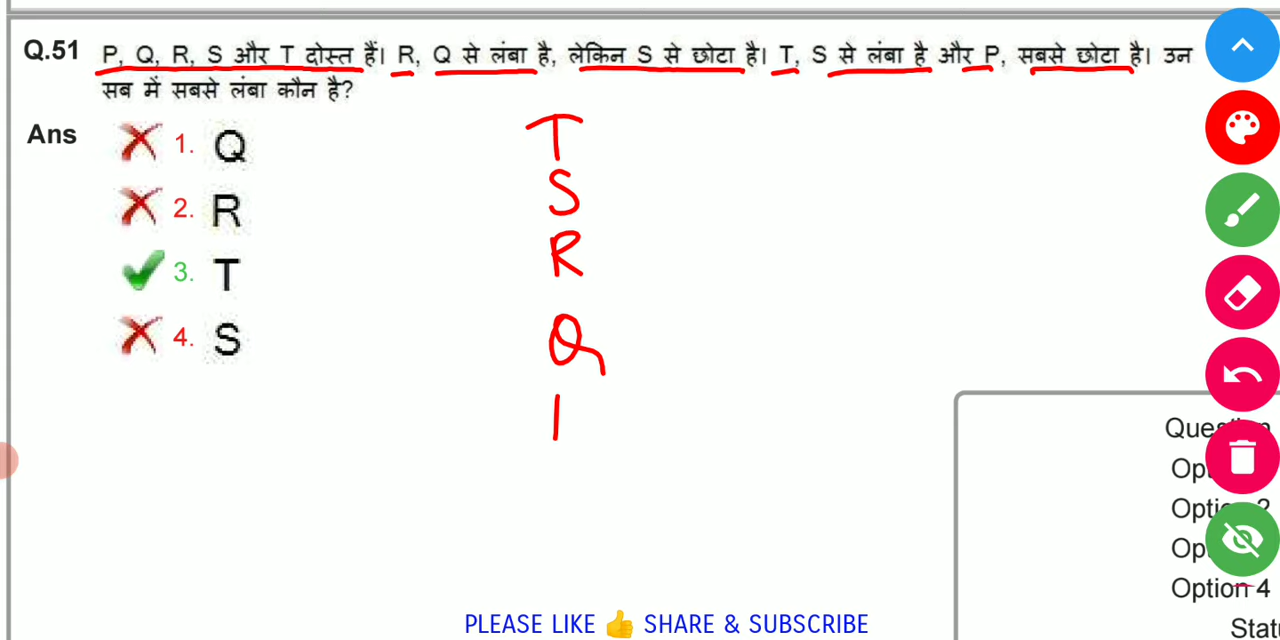 Q.51 P, Q, R, S और T दोस्त हैं। R, Q से लंबा है, लेकिन S से छोटा है। T, S से लंबा है और P, सबसे छोटा है। उन
सब में सबसे लंबा कौन है?
Ans
1. Q
2. R
3. T
4. S
T
S
R
Q
Option 4
PLEASE LIKE 👍 SHARE & SUBSCRIBE